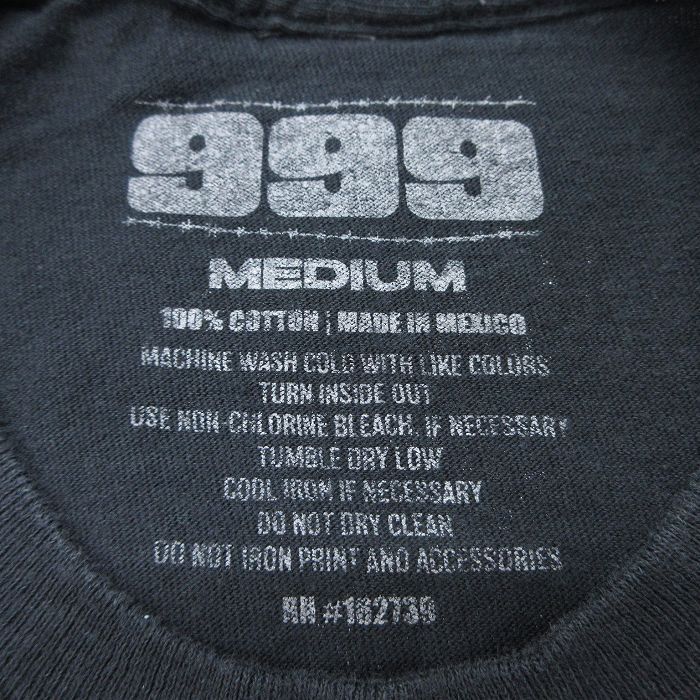 999
MEDIUM
100% COTTON | MADE IN MEXICO
MACHINE WASH COLD WITH LIKE COLORS
TURN INSIDE OUT
USE NON-CHLORINE BLEACH. IF NECESSARY
TUMBLE DRY LOW
COOL IRON IF NECESSARY
DO NOT DRY CLEAN
DO NOT IRON PRINT AND ACCESSORIES
RN #162739